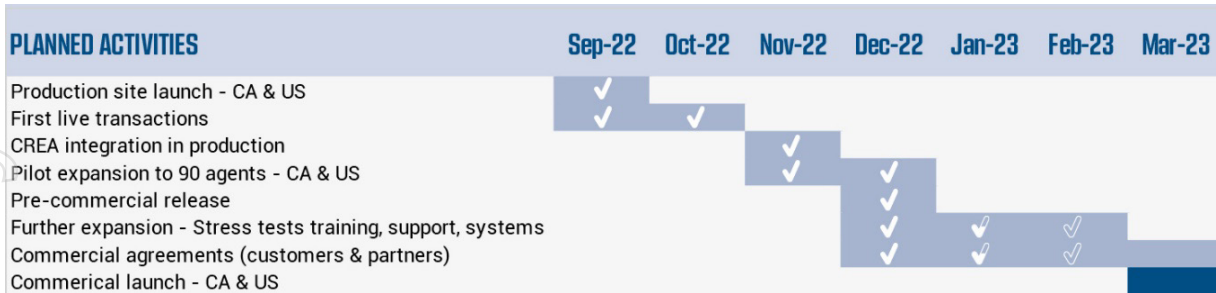 PLANNED ACTIVITIES Sep-22 Oct-22 Nov-22 Dec-22 Jan-23 Feb-23 Mar-23
Production site launch - CA & US
First live transactions
CREA integration in production
Pilot expansion to 90 agents - CA & US
Pre-commercial release
Further expansion - Stress tests training, support, systems
Commercial agreements (customers & partners)
Commerical launch - CA & US